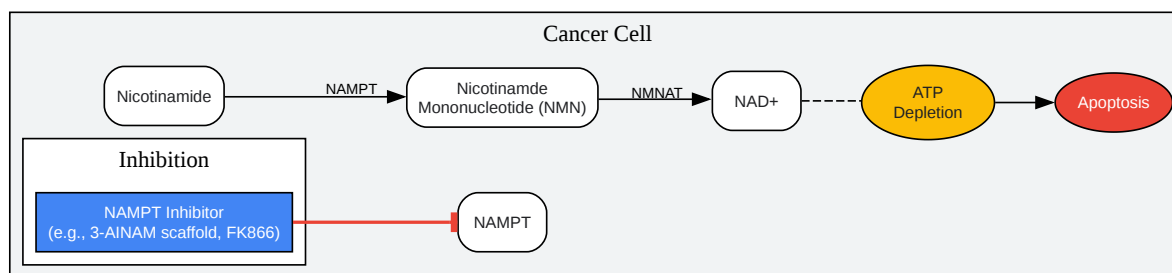 Cancer Cell
Nicotinamide
NAMPT
Nicotinamde
Mononucleotide (NMN)
NMNAT
NAD+
ATP
Depletion
Apoptosis
Inhibition
NAMPT Inhibitor
(e.g., 3-AINAM scaffold, FK866)
NAMPT